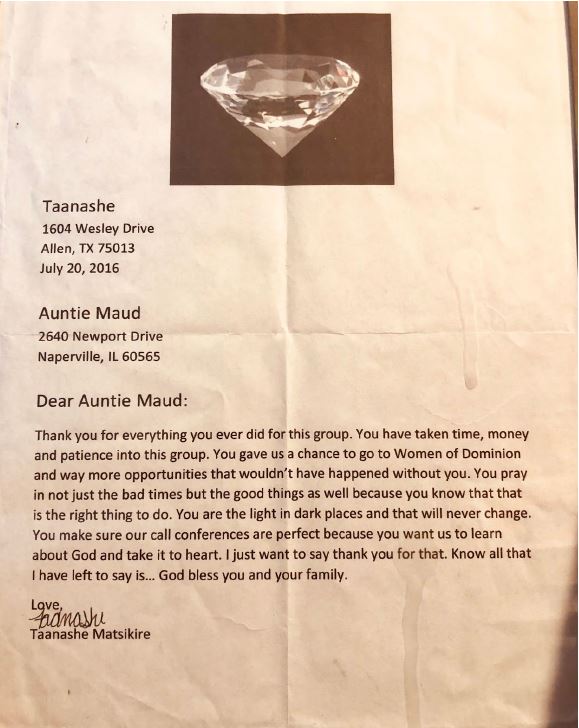 Taanashe
1604 Wesley Drive
Allen, TX 75013
July 20, 2016
Auntie Maud
2640 Newport Drive
Naperville, IL 60565
Dear Auntie Maud:
Thank you for everything you ever did for this group. You have taken time, money
and patience into this group. You gave us a chance to go to Women of Dominion
and way more opportunities that wouldn't have happened without you. You pray
in not just the bad times but the good things as well because you know that that
is the right thing to do. You are the light in dark places and that will never change.
You make sure our call conferences are perfect because you want us to learn
about God and take it to heart. I just want to say thank you for that. Know all that
I have left to say is... God bless you and your family.
Love,
Taanashe
Taanashe Matsikire